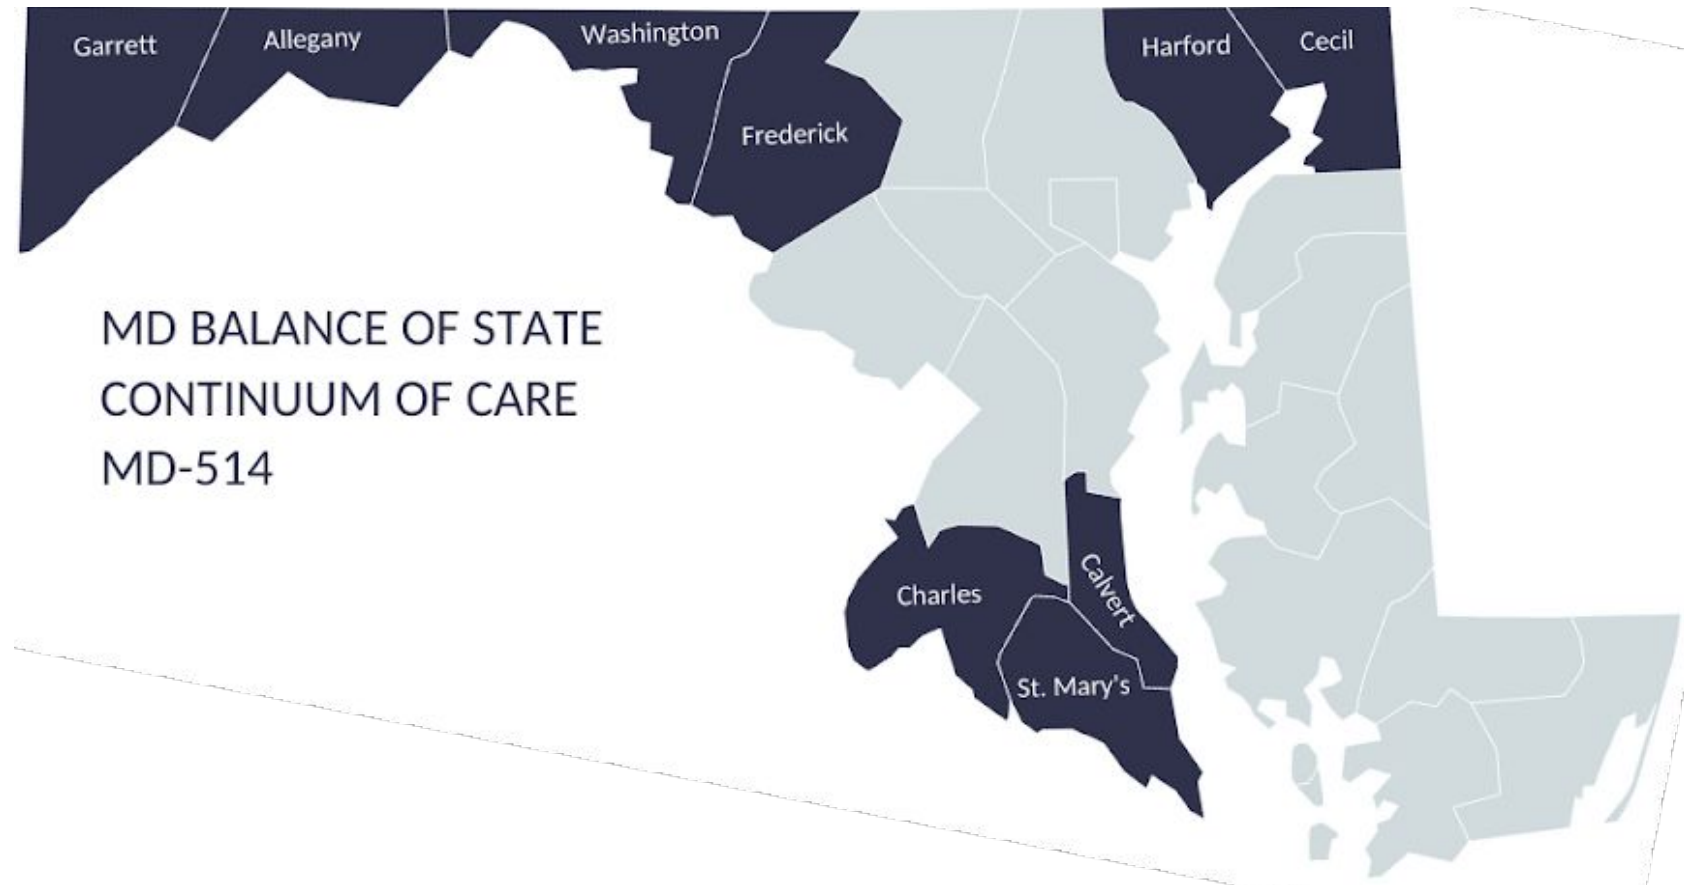 Garrett
Allegany
Washington
Harford
Cecil
Frederick
MD BALANCE OF STATE
CONTINUUM OF CARE
MD-514
Charles
Calvert
St. Mary's